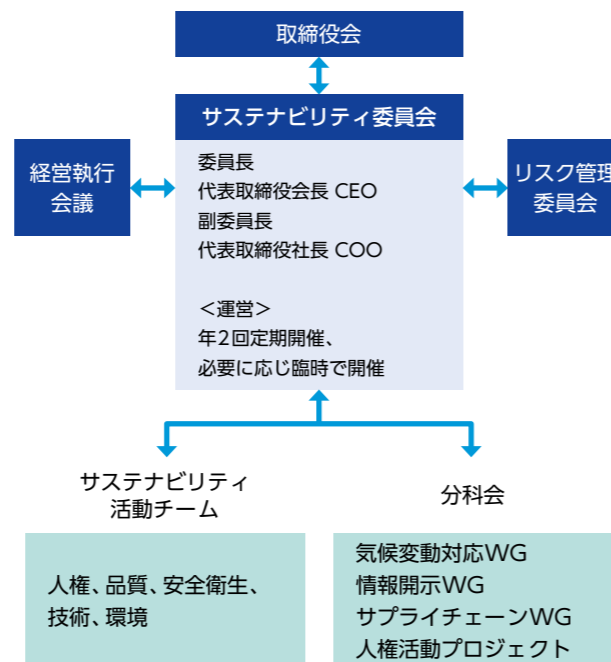 取締役会
サステナビリティ委員会
経営執行
会議
委員長
代表取締役会長 CEO
副委員長
代表取締役社長 COO
＜運営＞
年2回定期開催、
必要に応じ臨時で開催
リスク管理
委員会
サステナビリティ
活動チーム
人権、品質、安全衛生、
技術、環境
分科会
気候変動対応WG
情報開示WG
サプライチェーンWG
人権活動プロジェクト